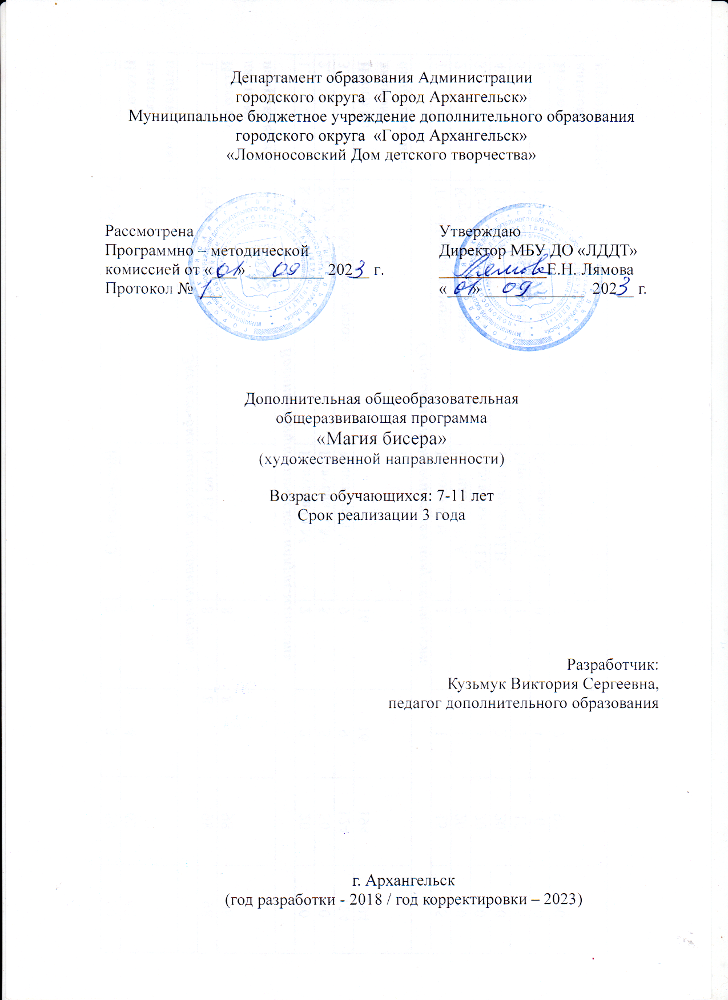 Департамент образования Администрации
городского округа «Город Архангельск»
Муниципальное бюджетное учреждение дополнительного образования
городского округа «Город Архангельск»
«Ломоносовский Дом детского творчества»
Рассмотрена
Программно – методической
комиссией от «01» 09 2023 г.
Протокол № 1
Утверждаю
Директор МБУ ДО «ЛДДТ»
Е.Н. Лямова
«01» 09 2023 г.
Дополнительная общеобразовательная
общеразвивающая программа
«Магия бисера»
(художественной направленности)
Возраст обучающихся: 7-11 лет
Срок реализации 3 года
Разработчик:
Кузьмук Виктория Сергеевна,
педагог дополнительного образования
г. Архангельск
(год разработки - 2018 / год корректировки – 2023)